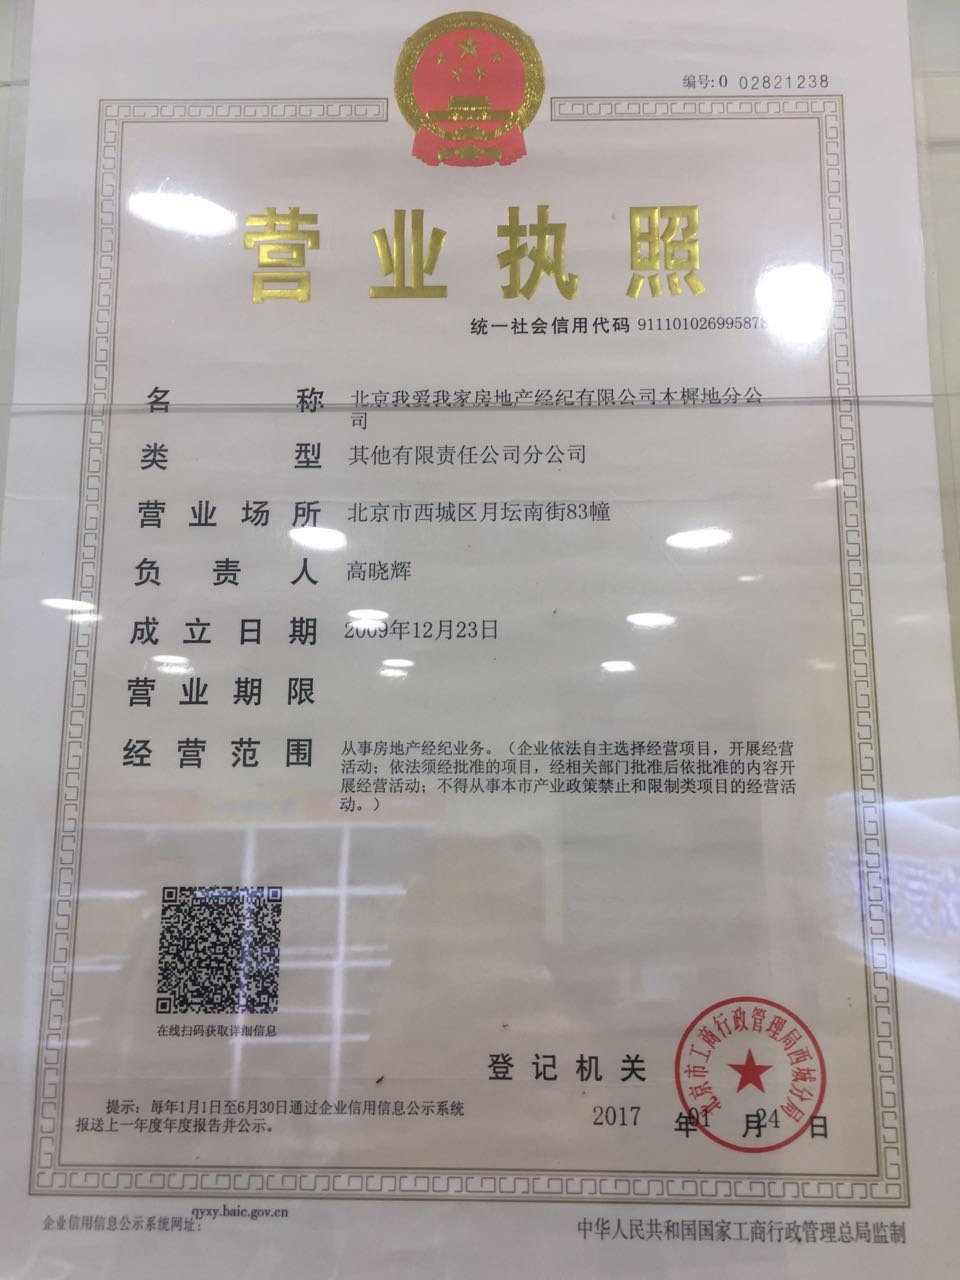 编号: 0 02821238
营业执照
统一社会信用代码 911101026995878
名称 北京我爱我家房地产经纪有限公司木樨地分公
司
类型 其他有限责任公司分公司
营业场所 北京市西城区月坛南街83幢
负责人 高晓辉
成立日期 2009年12月23日
营业期限
经营范围 从事房地产经纪业务。（企业依法自主选择经营项目，开展经营
活动；依法须经批准的项目，经相关部门批准后依批准的内容开
展经营活动；不得从事本市产业政策禁止和限制类项目的经营活
动。）
在线扫码获取详细信息
登记机关
北京市工商行政管理局西城分局
2017 年 01 月 24 日
提示：每年1月1日至6月30日通过企业信用信息公示系统
报送上一年度年度报告并公示。
企业信用信息公示系统网址： qyxy.baic.gov.cn
中华人民共和国国家工商行政管理总局监制